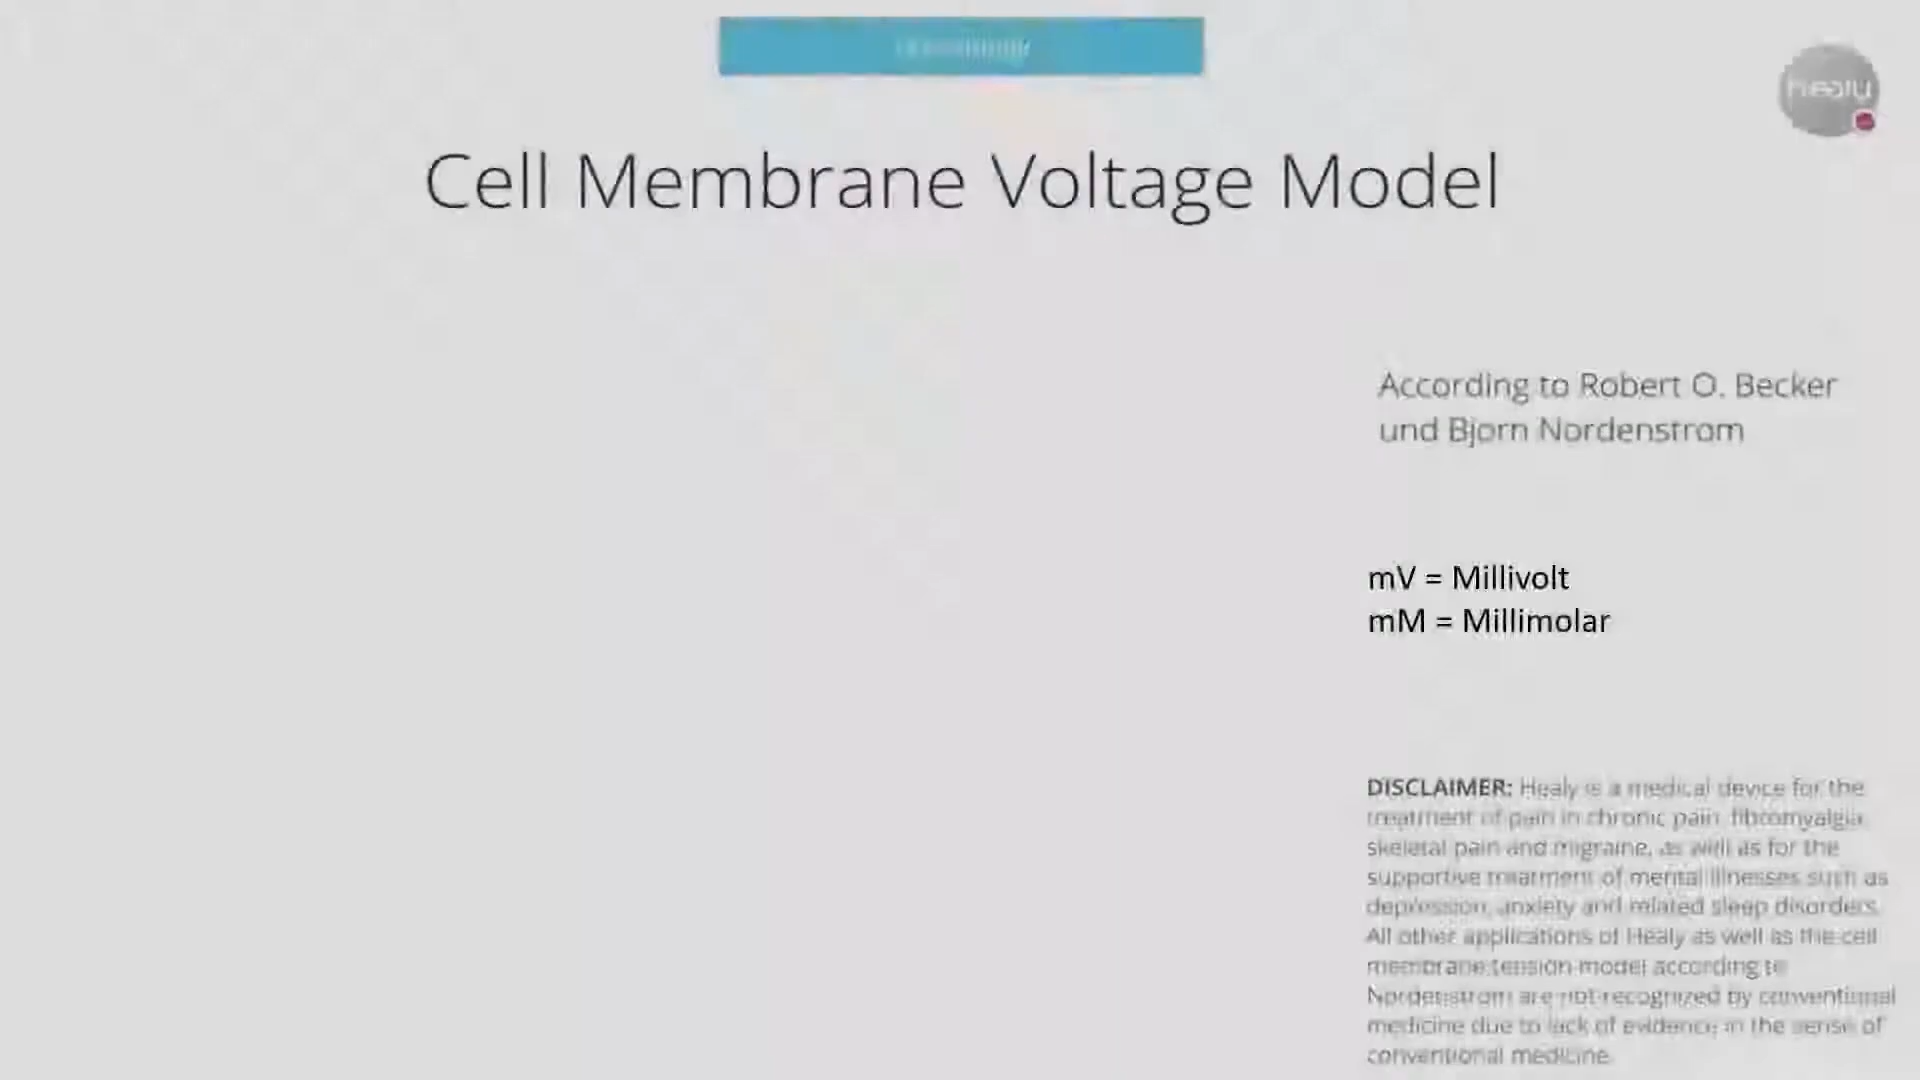 healy
Cell Membrane Voltage Model
According to Robert O. Becker
und Bjorn Nordenstrom
mV = Millivolt
mM = Millimolar
DISCLAIMER: Healy is a medical device for the
treatment of pain in chronic pain, fibromyalgia,
skeletal pain and migraine, as well as for the
supportive treatment of mental illnesses such as
depression, anxiety and related sleep disorders.
All other applications of Healy as well as the cell
membrane tension model according to
Nordenstrom are not recognized by conventional
medicine due to lack of evidence in the sense of
conventional medicine.